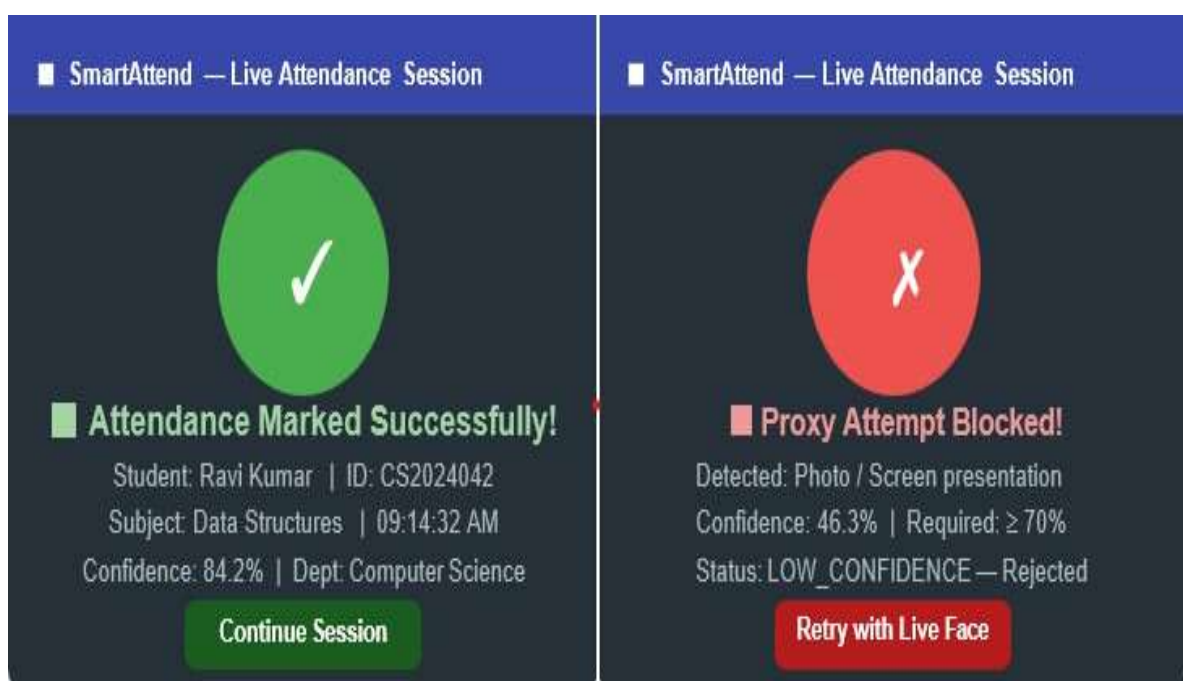 SmartAttend — Live Attendance Session
✓
Attendance Marked Successfully!
Student: Ravi Kumar | ID: CS2024042
Subject: Data Structures | 09:14:32 AM
Confidence: 84.2% | Dept: Computer Science
Continue Session
SmartAttend — Live Attendance Session
✗
Proxy Attempt Blocked!
Detected: Photo / Screen presentation
Confidence: 46.3% | Required: ≥ 70%
Status: LOW_CONFIDENCE — Rejected
Retry with Live Face